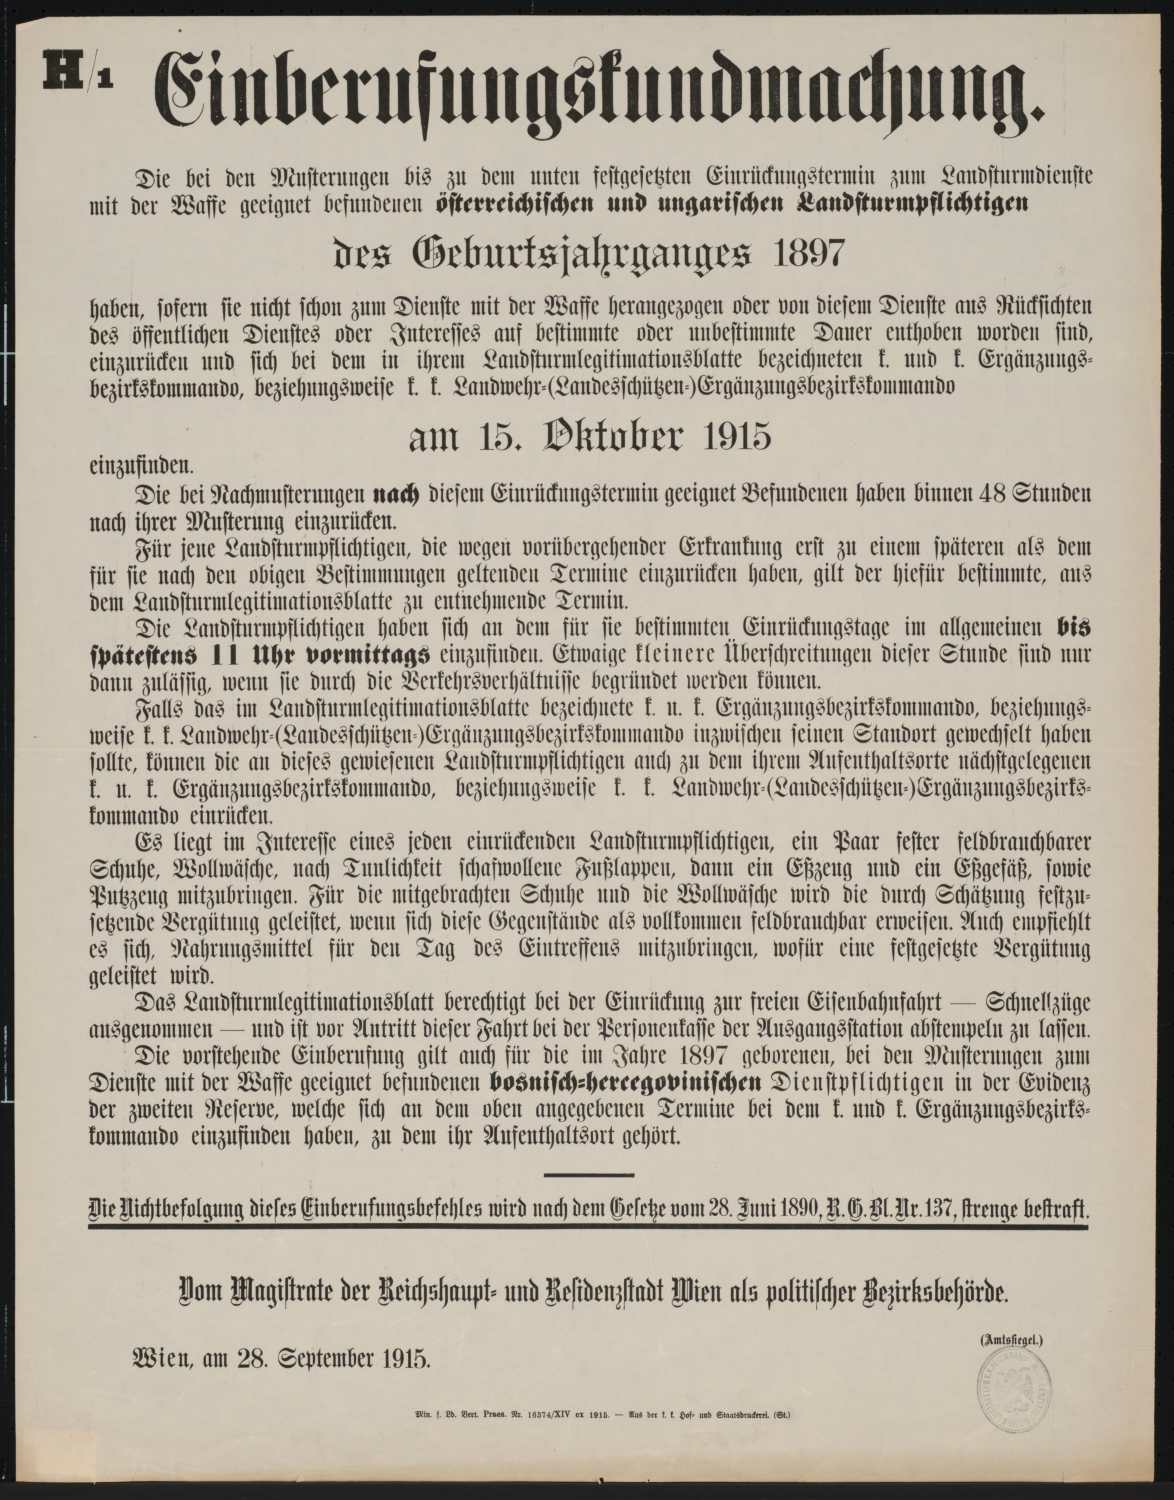 H/1
Einberufungskundmachung.
Die bei den Musterungen bis zu dem unten festgesetzten Einrückungstermin zum Landsturmdienste
mit der Waffe geeignet befundenen österreichischen und ungarischen Landsturmpflichtigen
des Geburtsjahrganges 1897
haben, sofern sie nicht schon zum Dienste mit der Waffe herangezogen oder von diesem Dienste aus Rücksichten
des öffentlichen Dienstes oder Interesses auf bestimmte oder unbestimmte Dauer enthoben worden sind,
einzurücken und sich bei dem in ihrem Landsturmlegitimationsblatte bezeichneten k. und k. Ergänzungs-
bezirkskommando, beziehungsweise k. k. Landwehr-(Landesschützen-)Ergänzungsbezirkskommando
am 15. Oktober 1915
einzufinden.
Die bei Nachmusterungen nach diesem Einrückungstermin geeignet Befundenen haben binnen 48 Stunden
nach ihrer Musterung einzurücken.
Für jene Landsturmpflichtigen, die wegen vorübergehender Erkrankung erst zu einem späteren als dem
für sie nach den obigen Bestimmungen geltenden Termine einzurücken haben, gilt der hiefür bestimmte, aus
dem Landsturmlegitimationsblatte zu entnehmende Termin.
Die Landsturmpflichtigen haben sich an dem für sie bestimmten Einrückungstage im allgemeinen bis
spätestens 11 Uhr vormittags einzufinden. Etwaige kleinere Überschreitungen dieser Stunde sind nur
dann zulässig, wenn sie durch die Verkehrsverhältnisse begründet werden können.
Falls das im Landsturmlegitimationsblatte bezeichnete k. u. k. Ergänzungsbezirkskommando, beziehungs-
weise k. k. Landwehr-(Landesschützen-)Ergänzungsbezirkskommando inzwischen seinen Standort gewechselt haben
sollte, können die an dieses gewiesenen Landsturmpflichtigen auch zu dem ihrem Aufenthaltsorte nächstgelegenen
k. u. k. Ergänzungsbezirkskommando, beziehungsweise k. k. Landwehr-(Landesschützen-)Ergänzungsbezirks-
kommando einrücken.
Es liegt im Interesse eines jeden einrückenden Landsturmpflichtigen, ein Paar fester feldbrauchbarer
Schuhe, Wollwäsche, nach Tunlichkeit schafwollene Fußlappen, dann ein Eßzeug und ein Eßgefäß, sowie
Putzzeug mitzubringen. Für die mitgebrachten Schuhe und die Wollwäsche wird die durch Schätzung festzu-
setzende Vergütung geleistet, wenn sich diese Gegenstände als vollkommen feldbrauchbar erweisen. Auch empfiehlt
es sich, Nahrungsmittel für den Tag des Eintreffens mitzubringen, wofür eine festgesetzte Vergütung
geleistet wird.
Das Landsturmlegitimationsblatt berechtigt bei der Einrückung zur freien Eisenbahnfahrt — Schnellzüge
ausgenommen — und ist vor Antritt dieser Fahrt bei der Personenkasse der Ausgangsstation abstempeln zu lassen.
Die vorstehende Einberufung gilt auch für die im Jahre 1897 geborenen, bei den Musterungen zum
Dienste mit der Waffe geeignet befundenen bosnisch-hercegovinischen Dienstpflichtigen in der Evidenz
der zweiten Reserve, welche sich an dem oben angegebenen Termine bei dem k. und k. Ergänzungsbezirks-
kommando einzufinden haben, zu dem ihr Aufenthaltsort gehört.
Die Nichtbefolgung dieses Einberufungsbefehles wird nach dem Gesetze vom 28. Juni 1890, R. G. Bl. Nr. 137, strenge bestraft.
Vom Magistrate der Reichshaupt- und Residenzstadt Wien als politischer Bezirksbehörde.
(Amtssiegel.)
Wien, am 28. September 1915.
Min. f. Ld. Vert. Praes. Nr. 16374/XIV ex 1915. — Aus der k. k. Hof- und Staatsdruckerei. (St.)